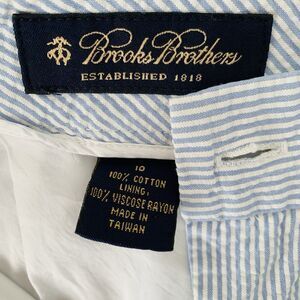 Brooks Brothers
ESTABLISHED 1818
10
100% COTTON
LINING:
100% VISCOSE RAYON
MADE IN
TAIWAN